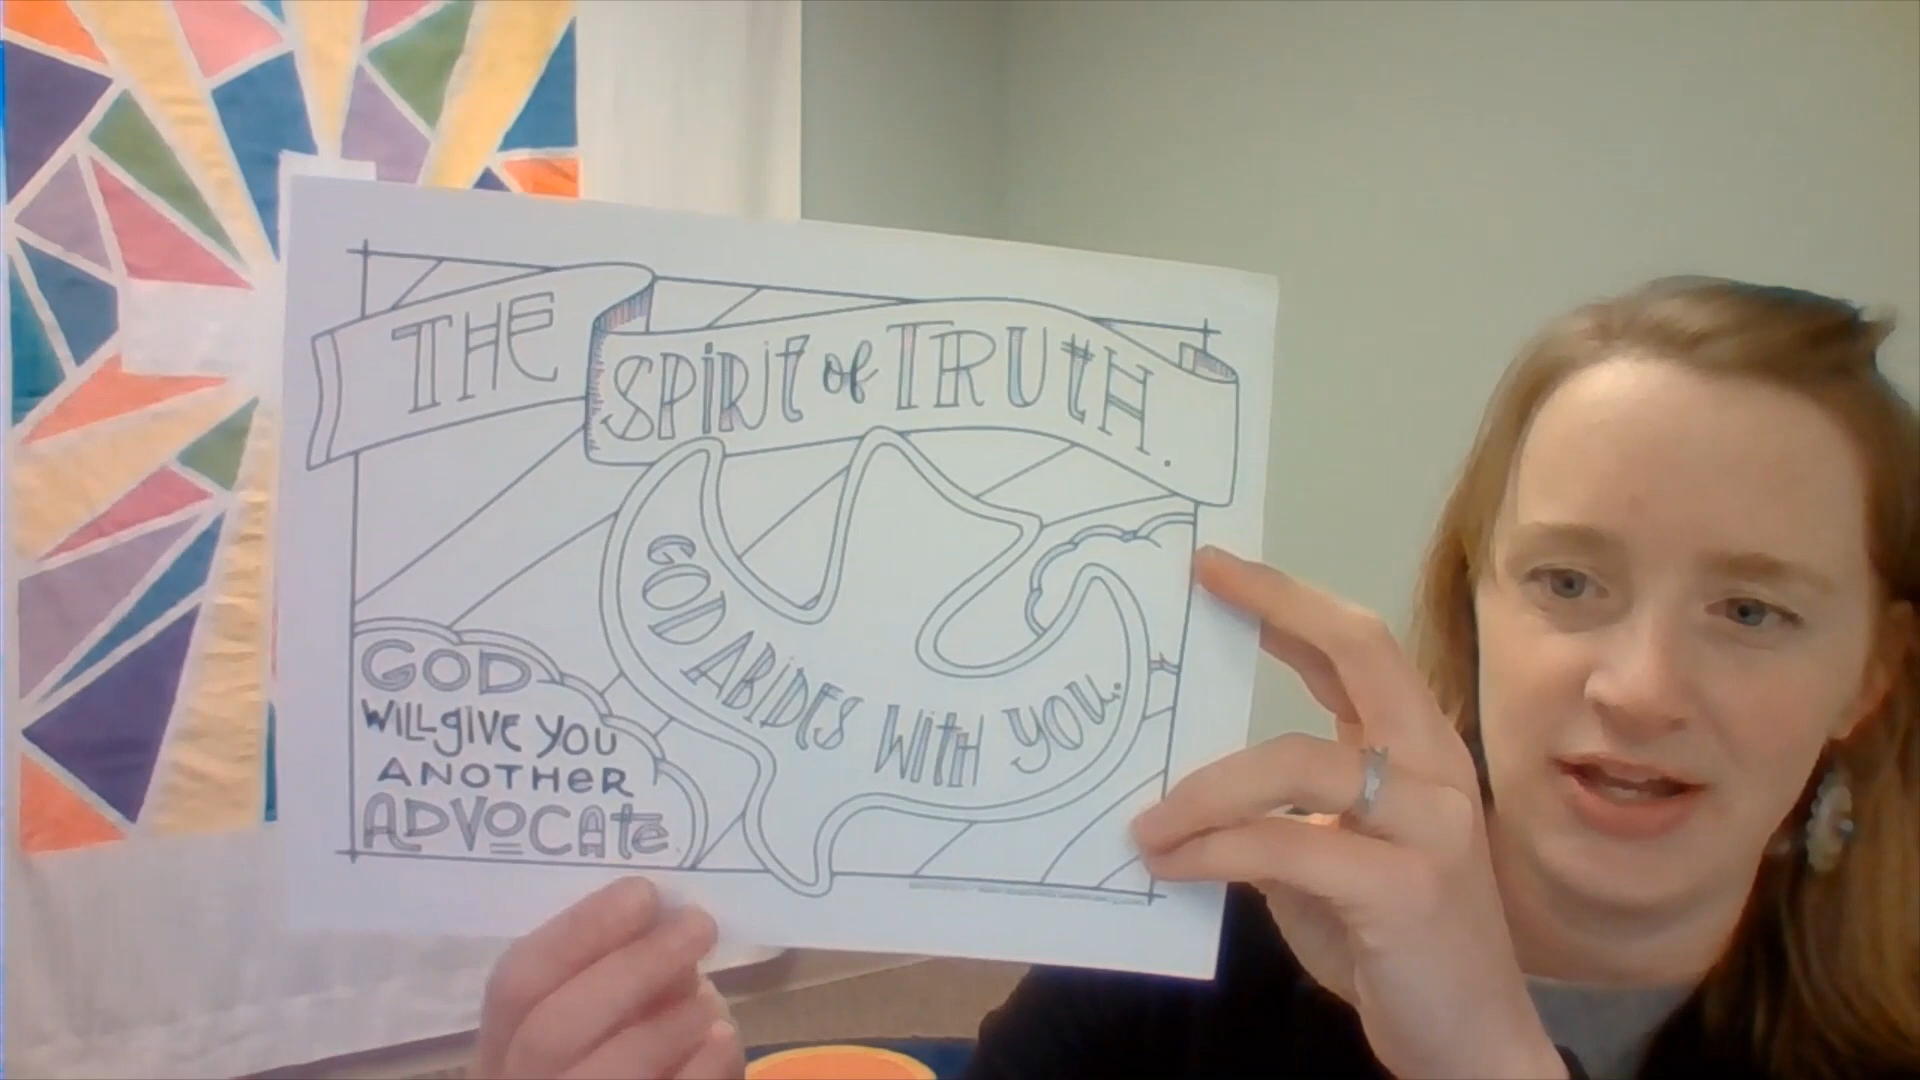 THE SPIRIT of TRUTH.
GOD ABIDES WITH YOU.
GOD
WILL GIVE YOU
ANOTHER
ADVOCATE.